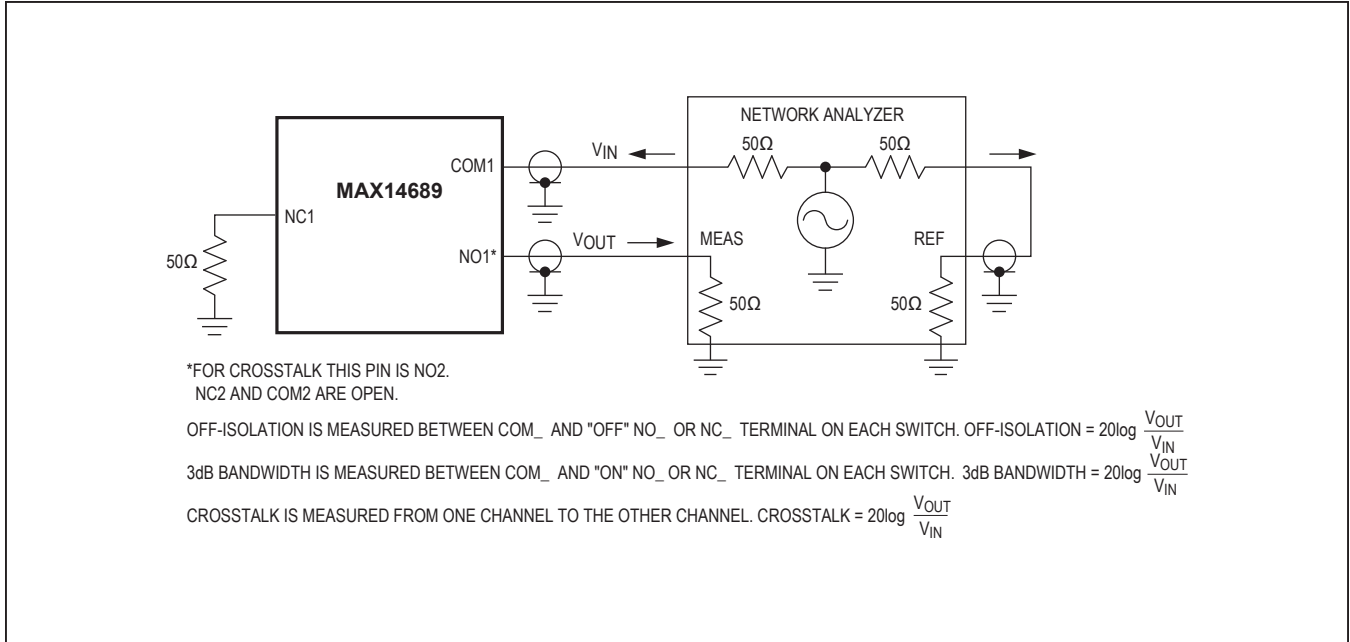 NETWORK ANALYZER
50Ω 50Ω
VIN
COM1
MAX14689
NC1
VOUT
MEAS
REF
NO1*
50Ω
50Ω
50Ω
*FOR CROSSTALK THIS PIN IS NO2.
NC2 AND COM2 ARE OPEN.
OFF-ISOLATION IS MEASURED BETWEEN COM_ AND "OFF" NO_ OR NC_ TERMINAL ON EACH SWITCH. OFF-ISOLATION = 20log VOUT/VIN
3dB BANDWIDTH IS MEASURED BETWEEN COM_ AND "ON" NO_ OR NC_ TERMINAL ON EACH SWITCH. 3dB BANDWIDTH = 20log VOUT/VIN
CROSSTALK IS MEASURED FROM ONE CHANNEL TO THE OTHER CHANNEL. CROSSTALK = 20log VOUT/VIN